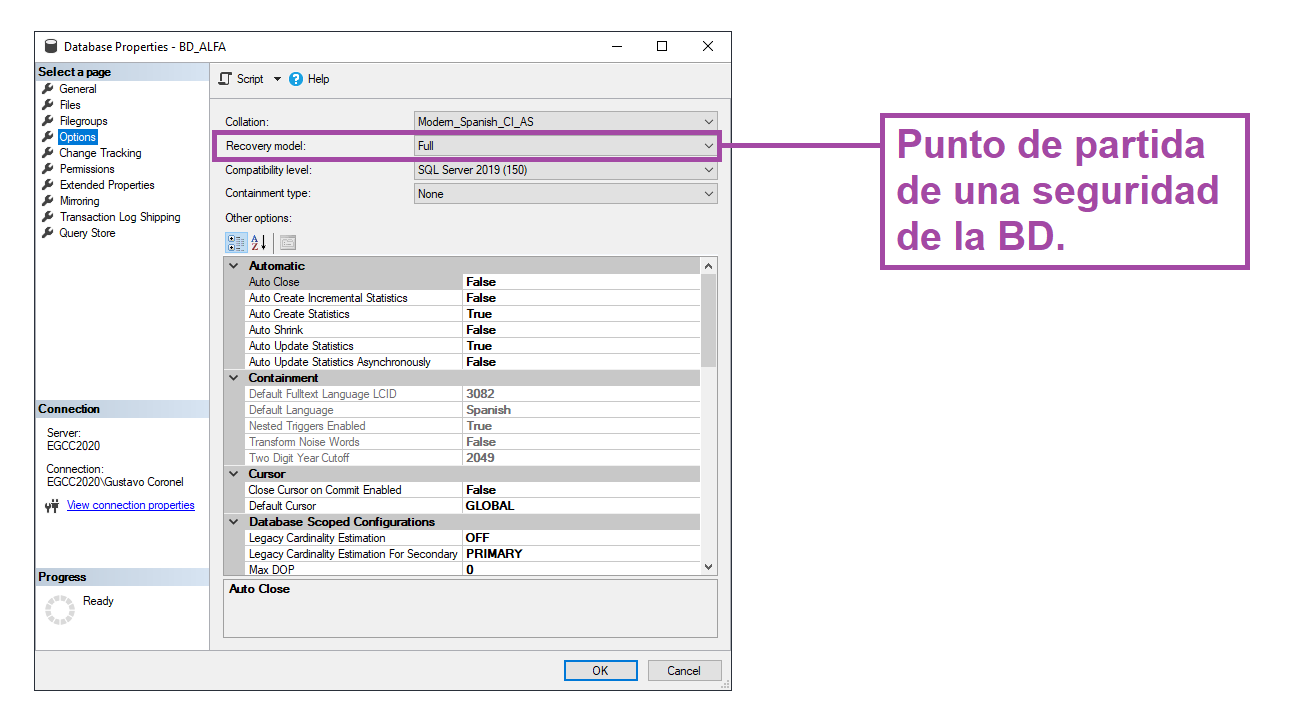 Database Properties - BD_ALFA
Select a page
General
Files
Filegroups
Options
Change Tracking
Permissions
Extended Properties
Mirroring
Transaction Log Shipping
Query Store
Connection
Server:
EGCC2020
Connection:
EGCC2020\Gustavo Coronel
View connection properties
Progress
Ready
Script
Help
Collation: Modern_Spanish_CI_AS
Recovery model: Full
Compatibility level: SQL Server 2019 (150)
Containment type: None
Other options:
Automatic
Auto Close False
Auto Create Incremental Statistics False
Auto Create Statistics True
Auto Shrink False
Auto Update Statistics True
Auto Update Statistics Asynchronously False
Containment
Default Fulltext Language LCID 3082
Default Language Spanish
Nested Triggers Enabled True
Transform Noise Words False
Two Digit Year Cutoff 2049
Cursor
Close Cursor on Commit Enabled False
Default Cursor GLOBAL
Database Scoped Configurations
Legacy Cardinality Estimation OFF
Legacy Cardinality Estimation For Secondary PRIMARY
Max DOP 0
Auto Close
OK
Cancel
Punto de partida
de una seguridad
de la BD.